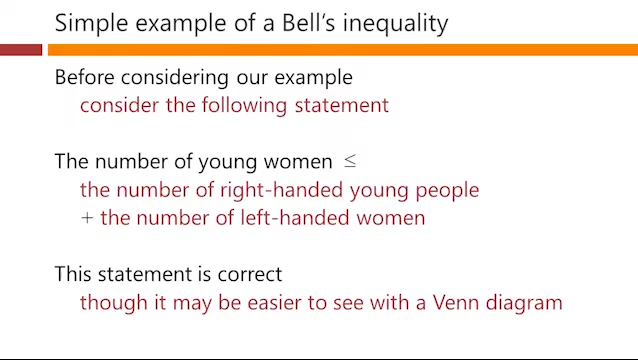 Simple example of a Bell’s inequality
Before considering our example
consider the following statement
The number of young women ≤
the number of right-handed young people
+ the number of left-handed women
This statement is correct
though it may be easier to see with a Venn diagram